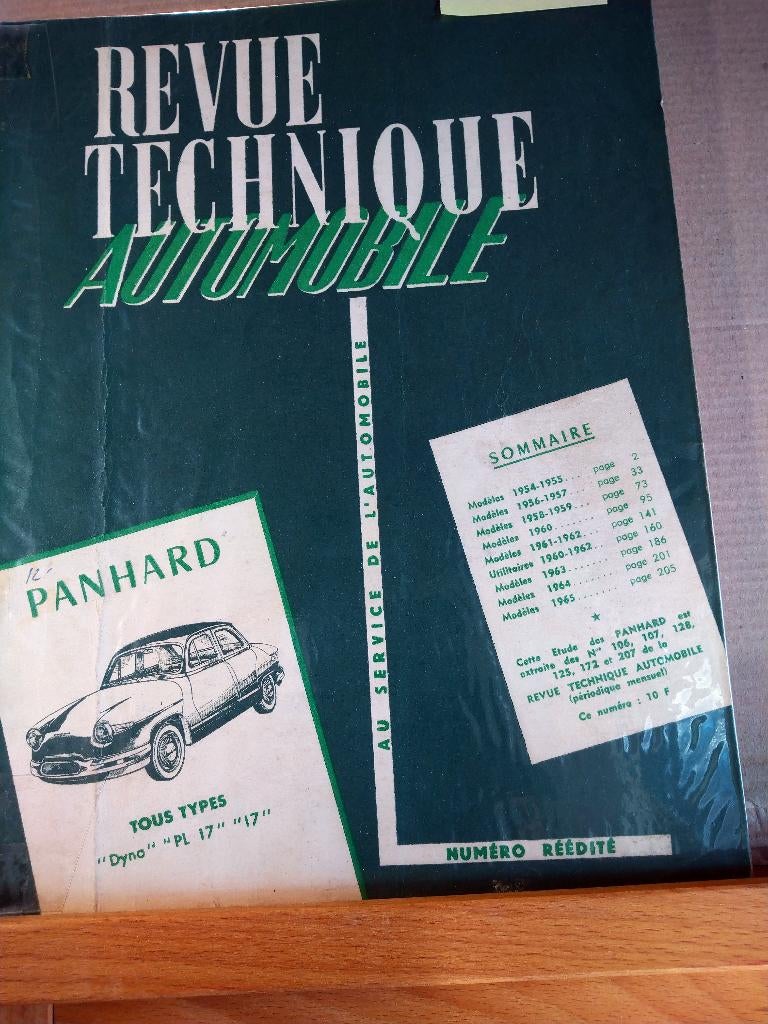 REVUE
TECHNIQUE
AUTOMOBILE
AU SERVICE DE L'AUTOMOBILE
SOMMAIRE
Modèles 1954-1955.... page 2
Modèles 1956-1957.... page 33
Modèles 1958-1959... page 73
Modèles 1960........ page 95
Modèles 1961-1962... page 141
Utilitaires 1960-1962.. page 160
Modèles 1963........ page 186
Modèles 1964........ page 201
Modèles 1965........ page 205
Cette Etude des PANHARD est
extraite des Nos 106, 107, 128,
125, 172 et 207 de la
REVUE TECHNIQUE AUTOMOBILE
(périodique mensuel)
Ce numéro : 10 F
PANHARD
TOUS TYPES
"Dyna" "PL 17" "17"
NUMÉRO RÉÉDITÉ